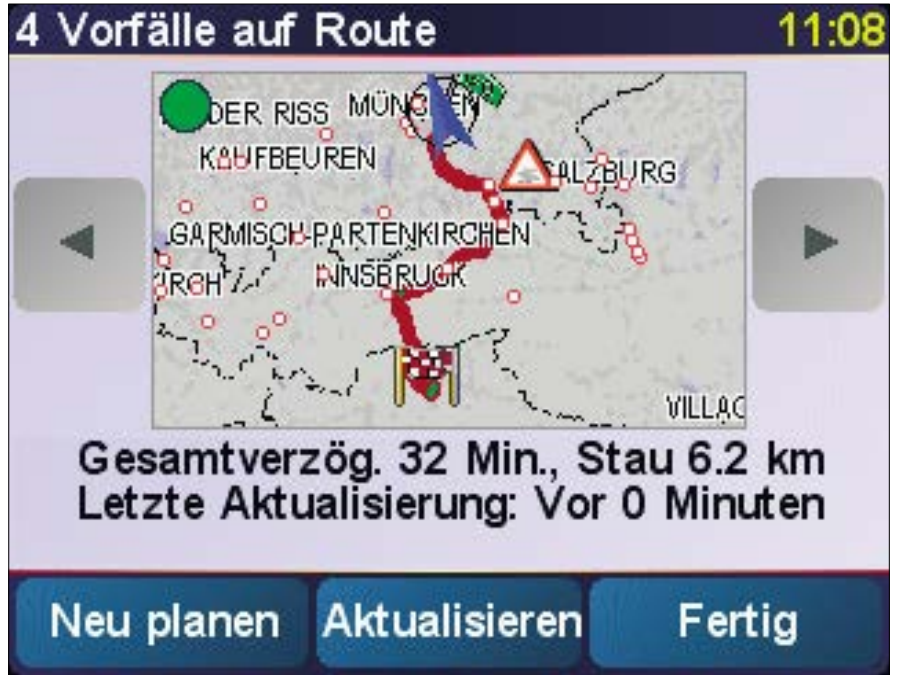 4 Vorfälle auf Route 11:08
DER RISS MÜNCHEN
KAUFBEUREN SALZBURG
GARMISCH-PARTENKIRCHEN
IRCH INNSBRUCK
VILLAC
Gesamtverzög. 32 Min., Stau 6.2 km
Letzte Aktualisierung: Vor 0 Minuten
Neu planen Aktualisieren Fertig